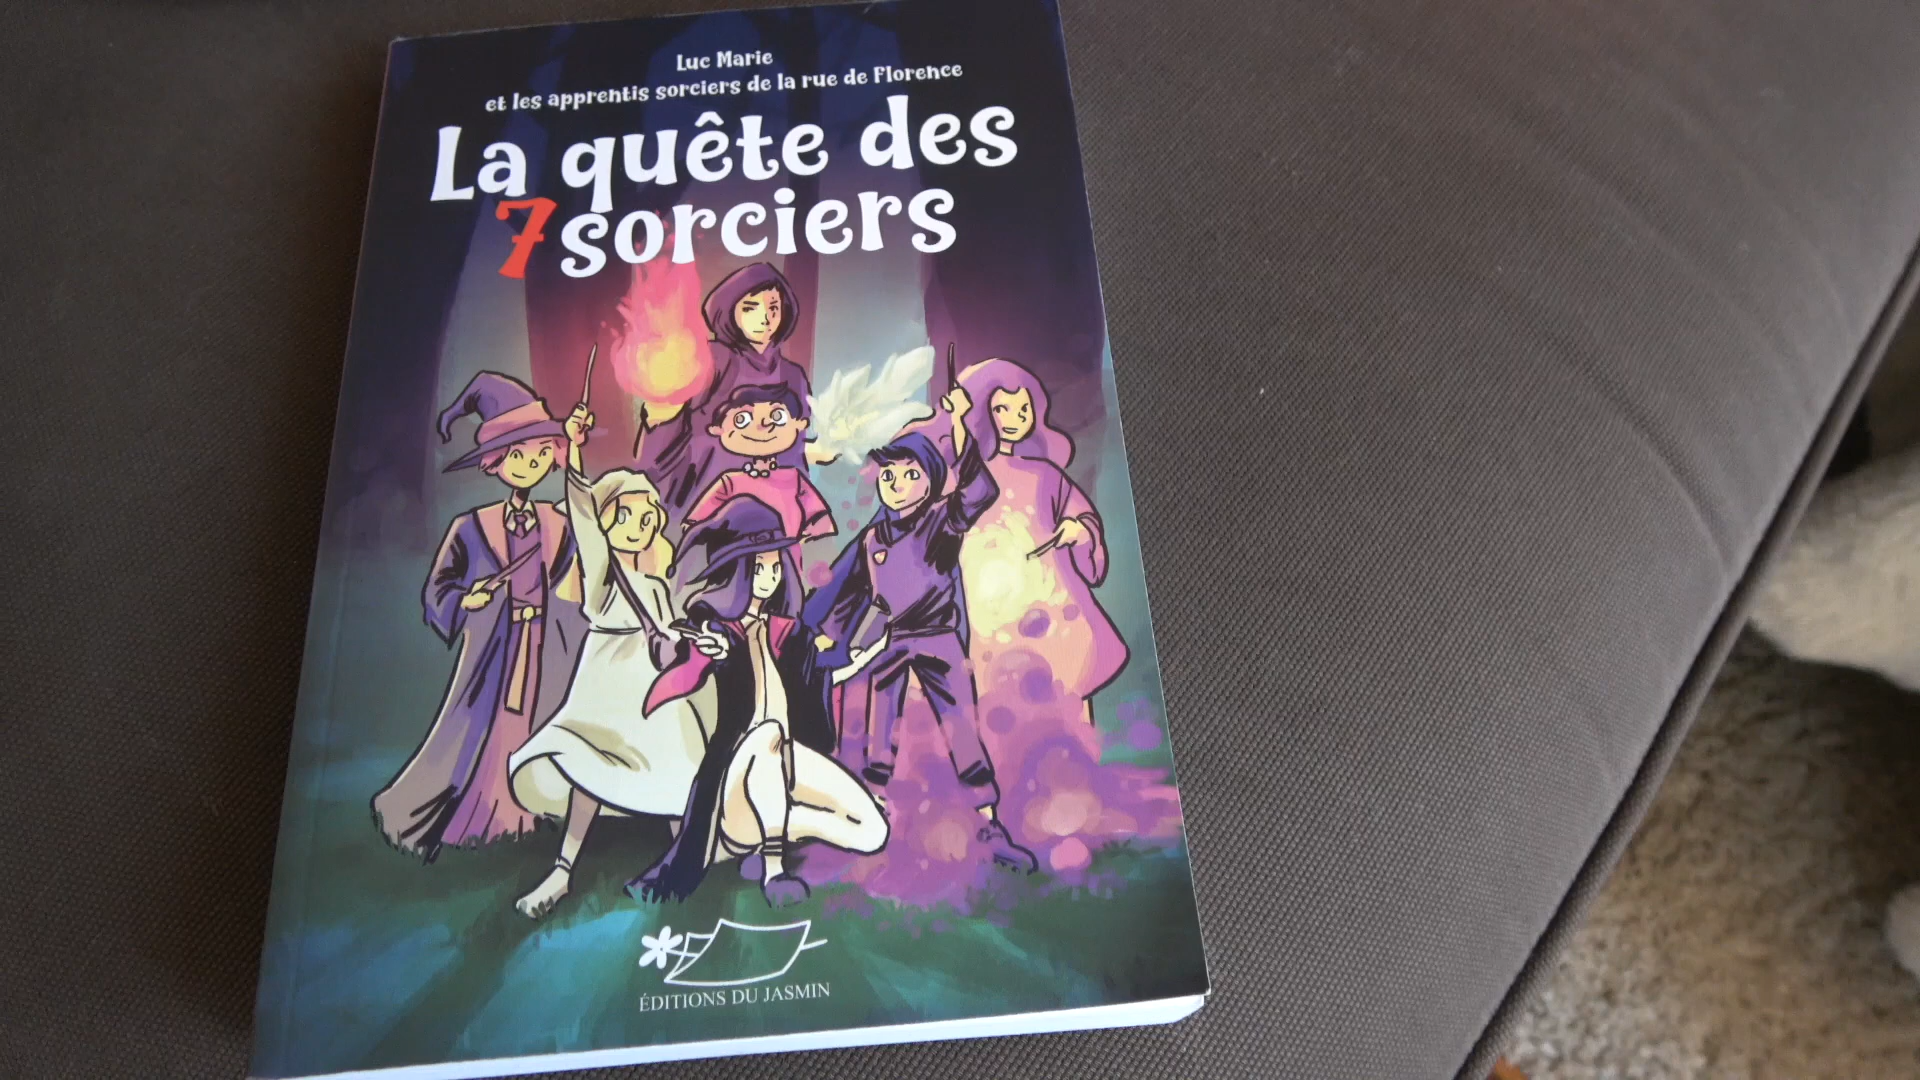 Luc Marie
et les apprentis sorciers de la rue de Florence
La quête des
7 sorciers
ÉDITIONS DU JASMIN